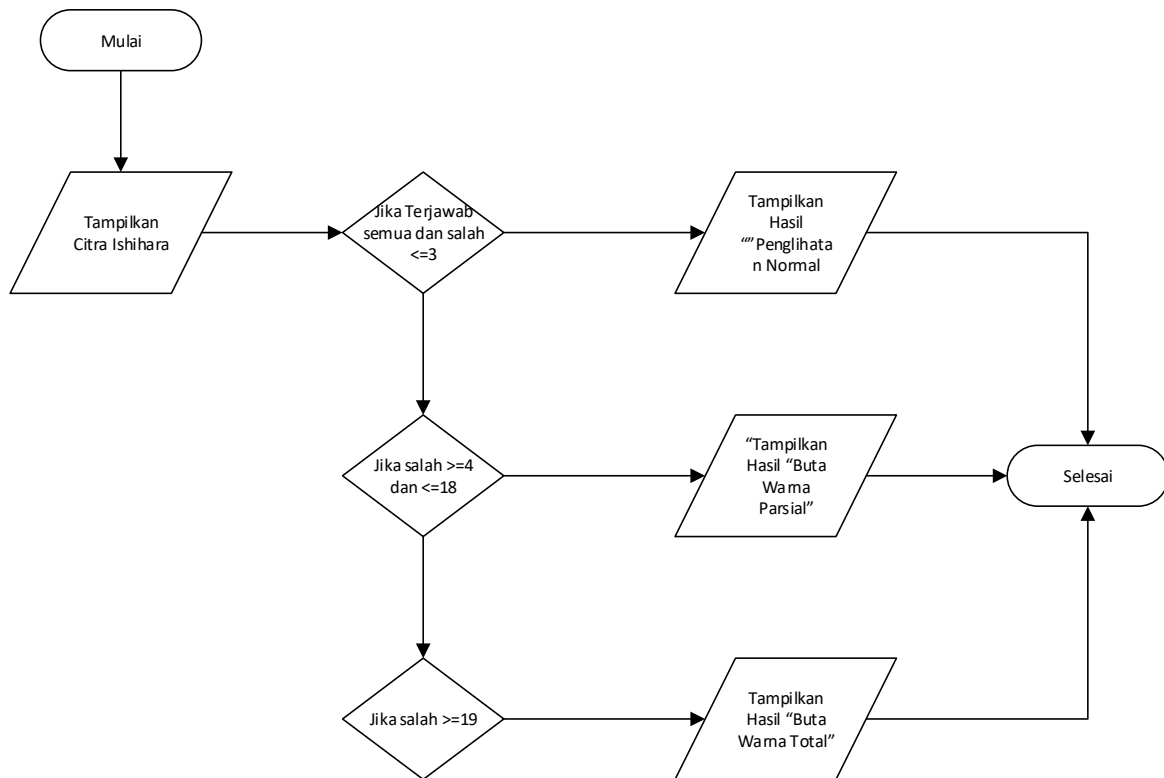 Mulai
Tampilkan
Citra Ishihara
Jika Terjawab
semua dan salah
<=3
Tampilkan
Hasil
“”Penglihata
n Normal
Jika salah >=4
dan <=18
“Tampilkan
Hasil “Buta
Warna
Parsial”
Selesai
Jika salah >=19
Tampilkan
Hasil “Buta
Warna Total”